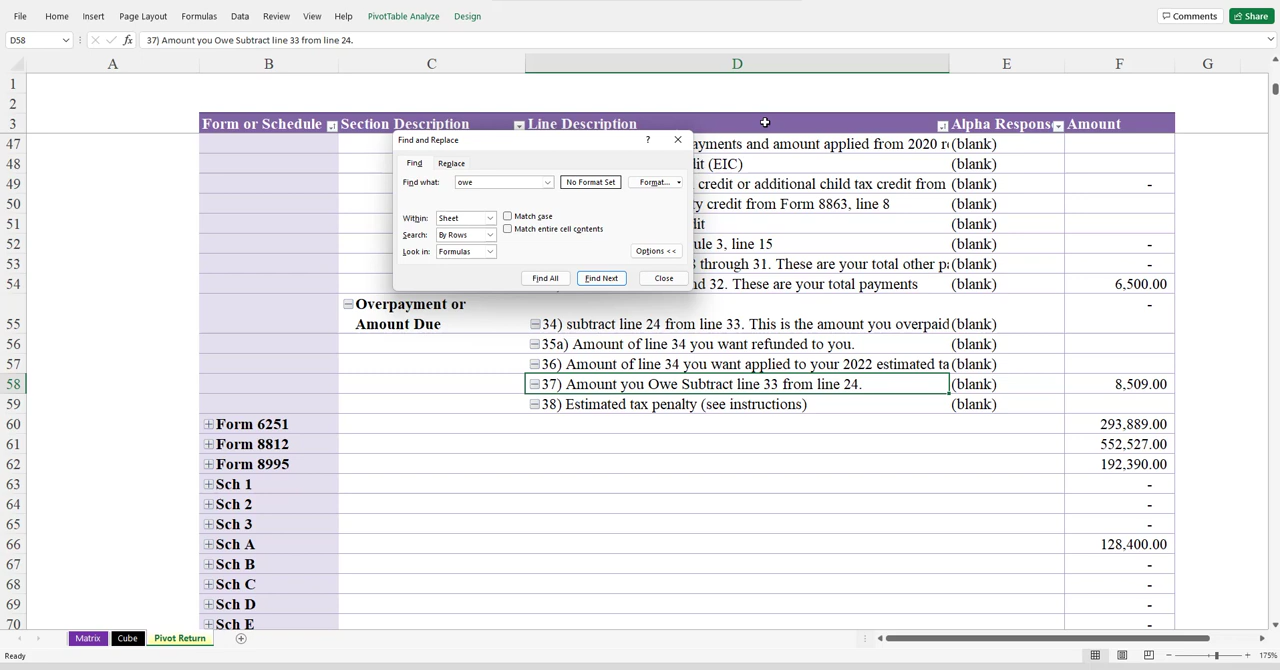 File Home Insert Page Layout Formulas Data Review View Help PivotTable Analyze Design Comments Share
D58 fx 37) Amount you Owe Subtract line 33 from line 24.
A B C D E F G
1
2
3 Form or Schedule Section Description Line Description Alpha Respons Amount
Find and Replace ? ×
47 ayments and amount applied from 2020 r (blank)
Find Replace
48 dit (EIC) (blank)
Find what: owe No Format Set Format...
49 credit or additional child tax credit from (blank) -
50 y credit from Form 8863, line 8 (blank)
Within: Sheet Match case
51 dit (blank)
Search: By Rows Match entire cell contents
52 ule 3, line 15 (blank) -
Look in: Formulas Options <<
53 through 31. These are your total other p (blank) -
Find All Find Next Close
54 nd 32. These are your total payments (blank) 6,500.00
Overpayment or -
55 Amount Due 34) subtract line 24 from line 33. This is the amount you overpaid (blank)
56 35a) Amount of line 34 you want refunded to you. (blank)
57 36) Amount of line 34 you want applied to your 2022 estimated ta (blank)
58 37) Amount you Owe Subtract line 33 from line 24. (blank) 8,509.00
59 38) Estimated tax penalty (see instructions) (blank)
60 Form 6251 293,889.00
61 Form 8812 552,527.00
62 Form 8995 192,390.00
63 Sch 1 -
64 Sch 2 -
65 Sch 3 -
66 Sch A 128,400.00
67 Sch B -
68 Sch C -
69 Sch D -
70 Sch E -
Matrix Cube Pivot Return
Ready 175%